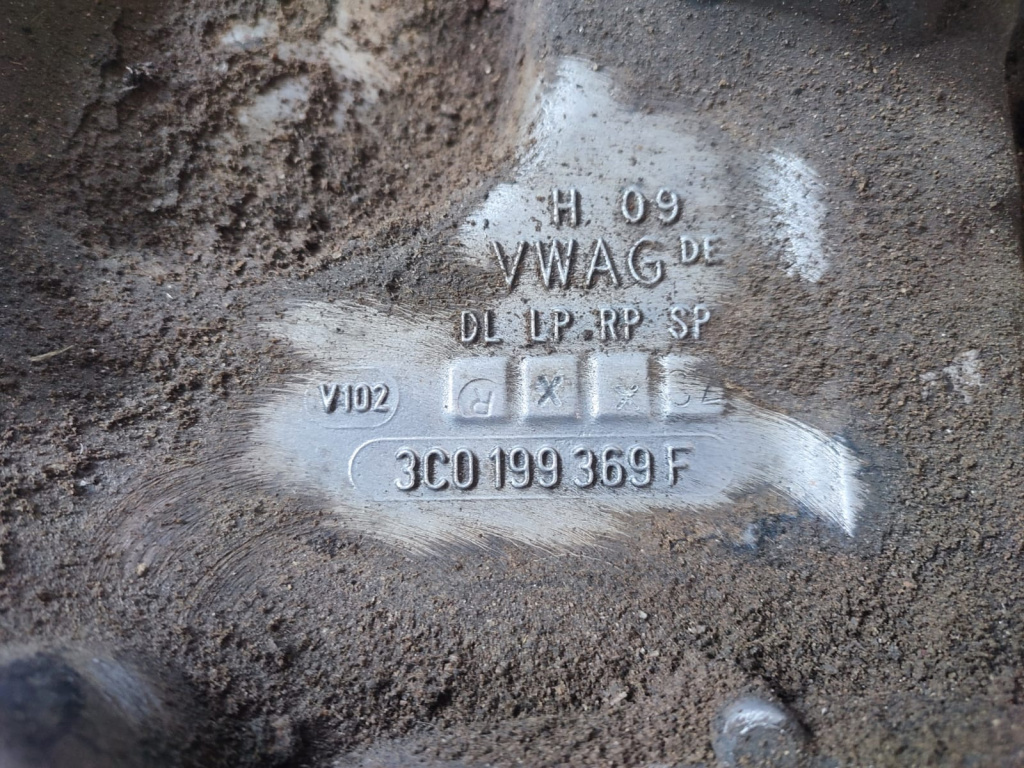 H 09
VWAG DE
DL LP.RP SP
V102 R X
3C0 199 369 F